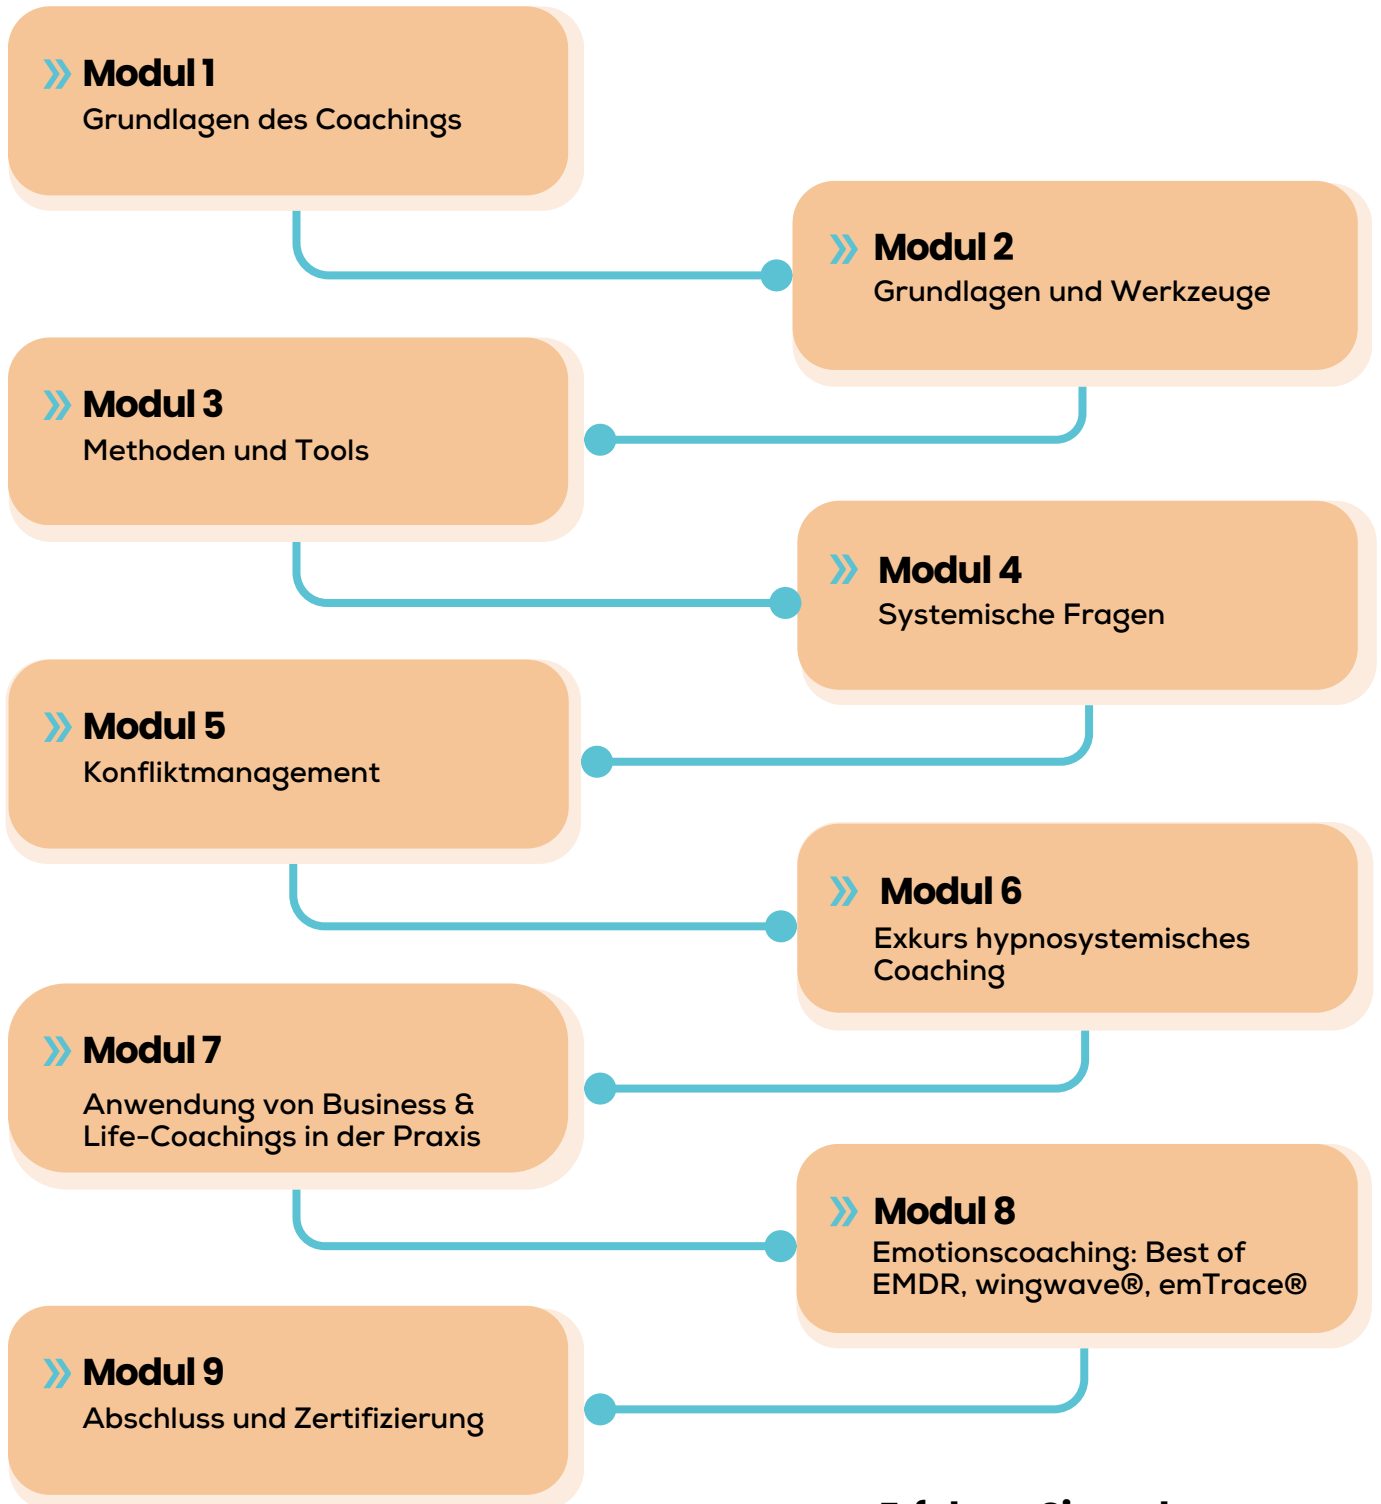 Modul 1
Grundlagen des Coachings
Modul 2
Grundlagen und Werkzeuge
Modul 3
Methoden und Tools
Modul 4
Systemische Fragen
Modul 5
Konfliktmanagement
Modul 6
Exkurs hypnosystemisches
Coaching
Modul 7
Anwendung von Business &
Life-Coachings in der Praxis
Modul 8
Emotionscoaching: Best of
EMDR, wingwave®, emTrace®
Modul 9
Abschluss und Zertifizierung